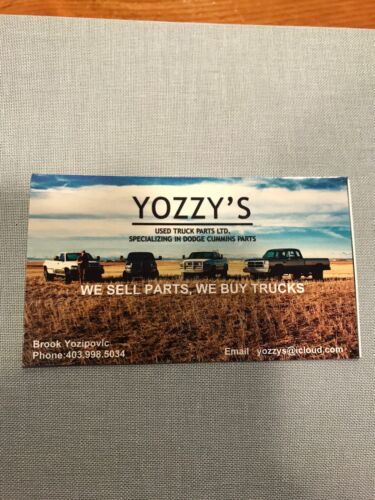 YOZZY'S
USED TRUCK PARTS LTD.
SPECIALIZING IN DODGE CUMMINS PARTS
WE SELL PARTS, WE BUY TRUCKS
Brook Yozipovic
Phone:403.998.5034
Email : yozzys@icloud.com